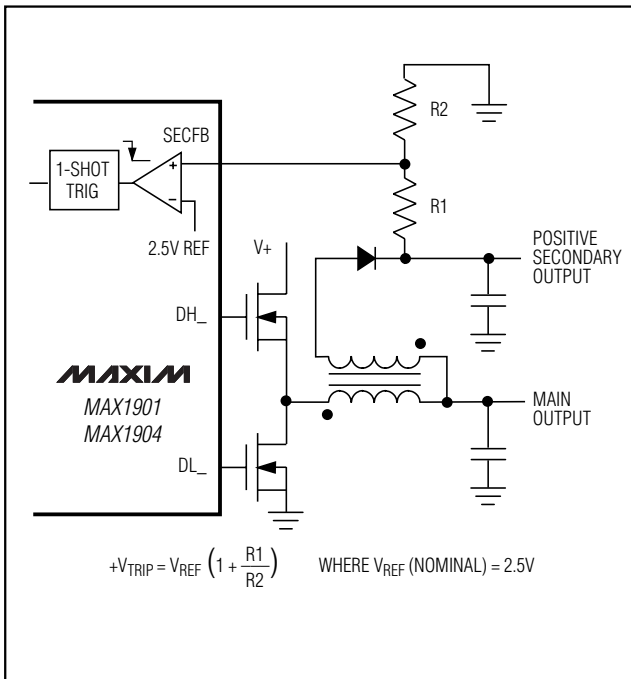 R2
SECFB
1-SHOT
TRIG
+
−
R1
2.5V REF
V+
POSITIVE
SECONDARY
OUTPUT
DH_
MAXIM
MAX1901
MAX1904
MAIN
OUTPUT
DL_
+VTRIP = VREF (1 + R1/R2) WHERE VREF (NOMINAL) = 2.5V